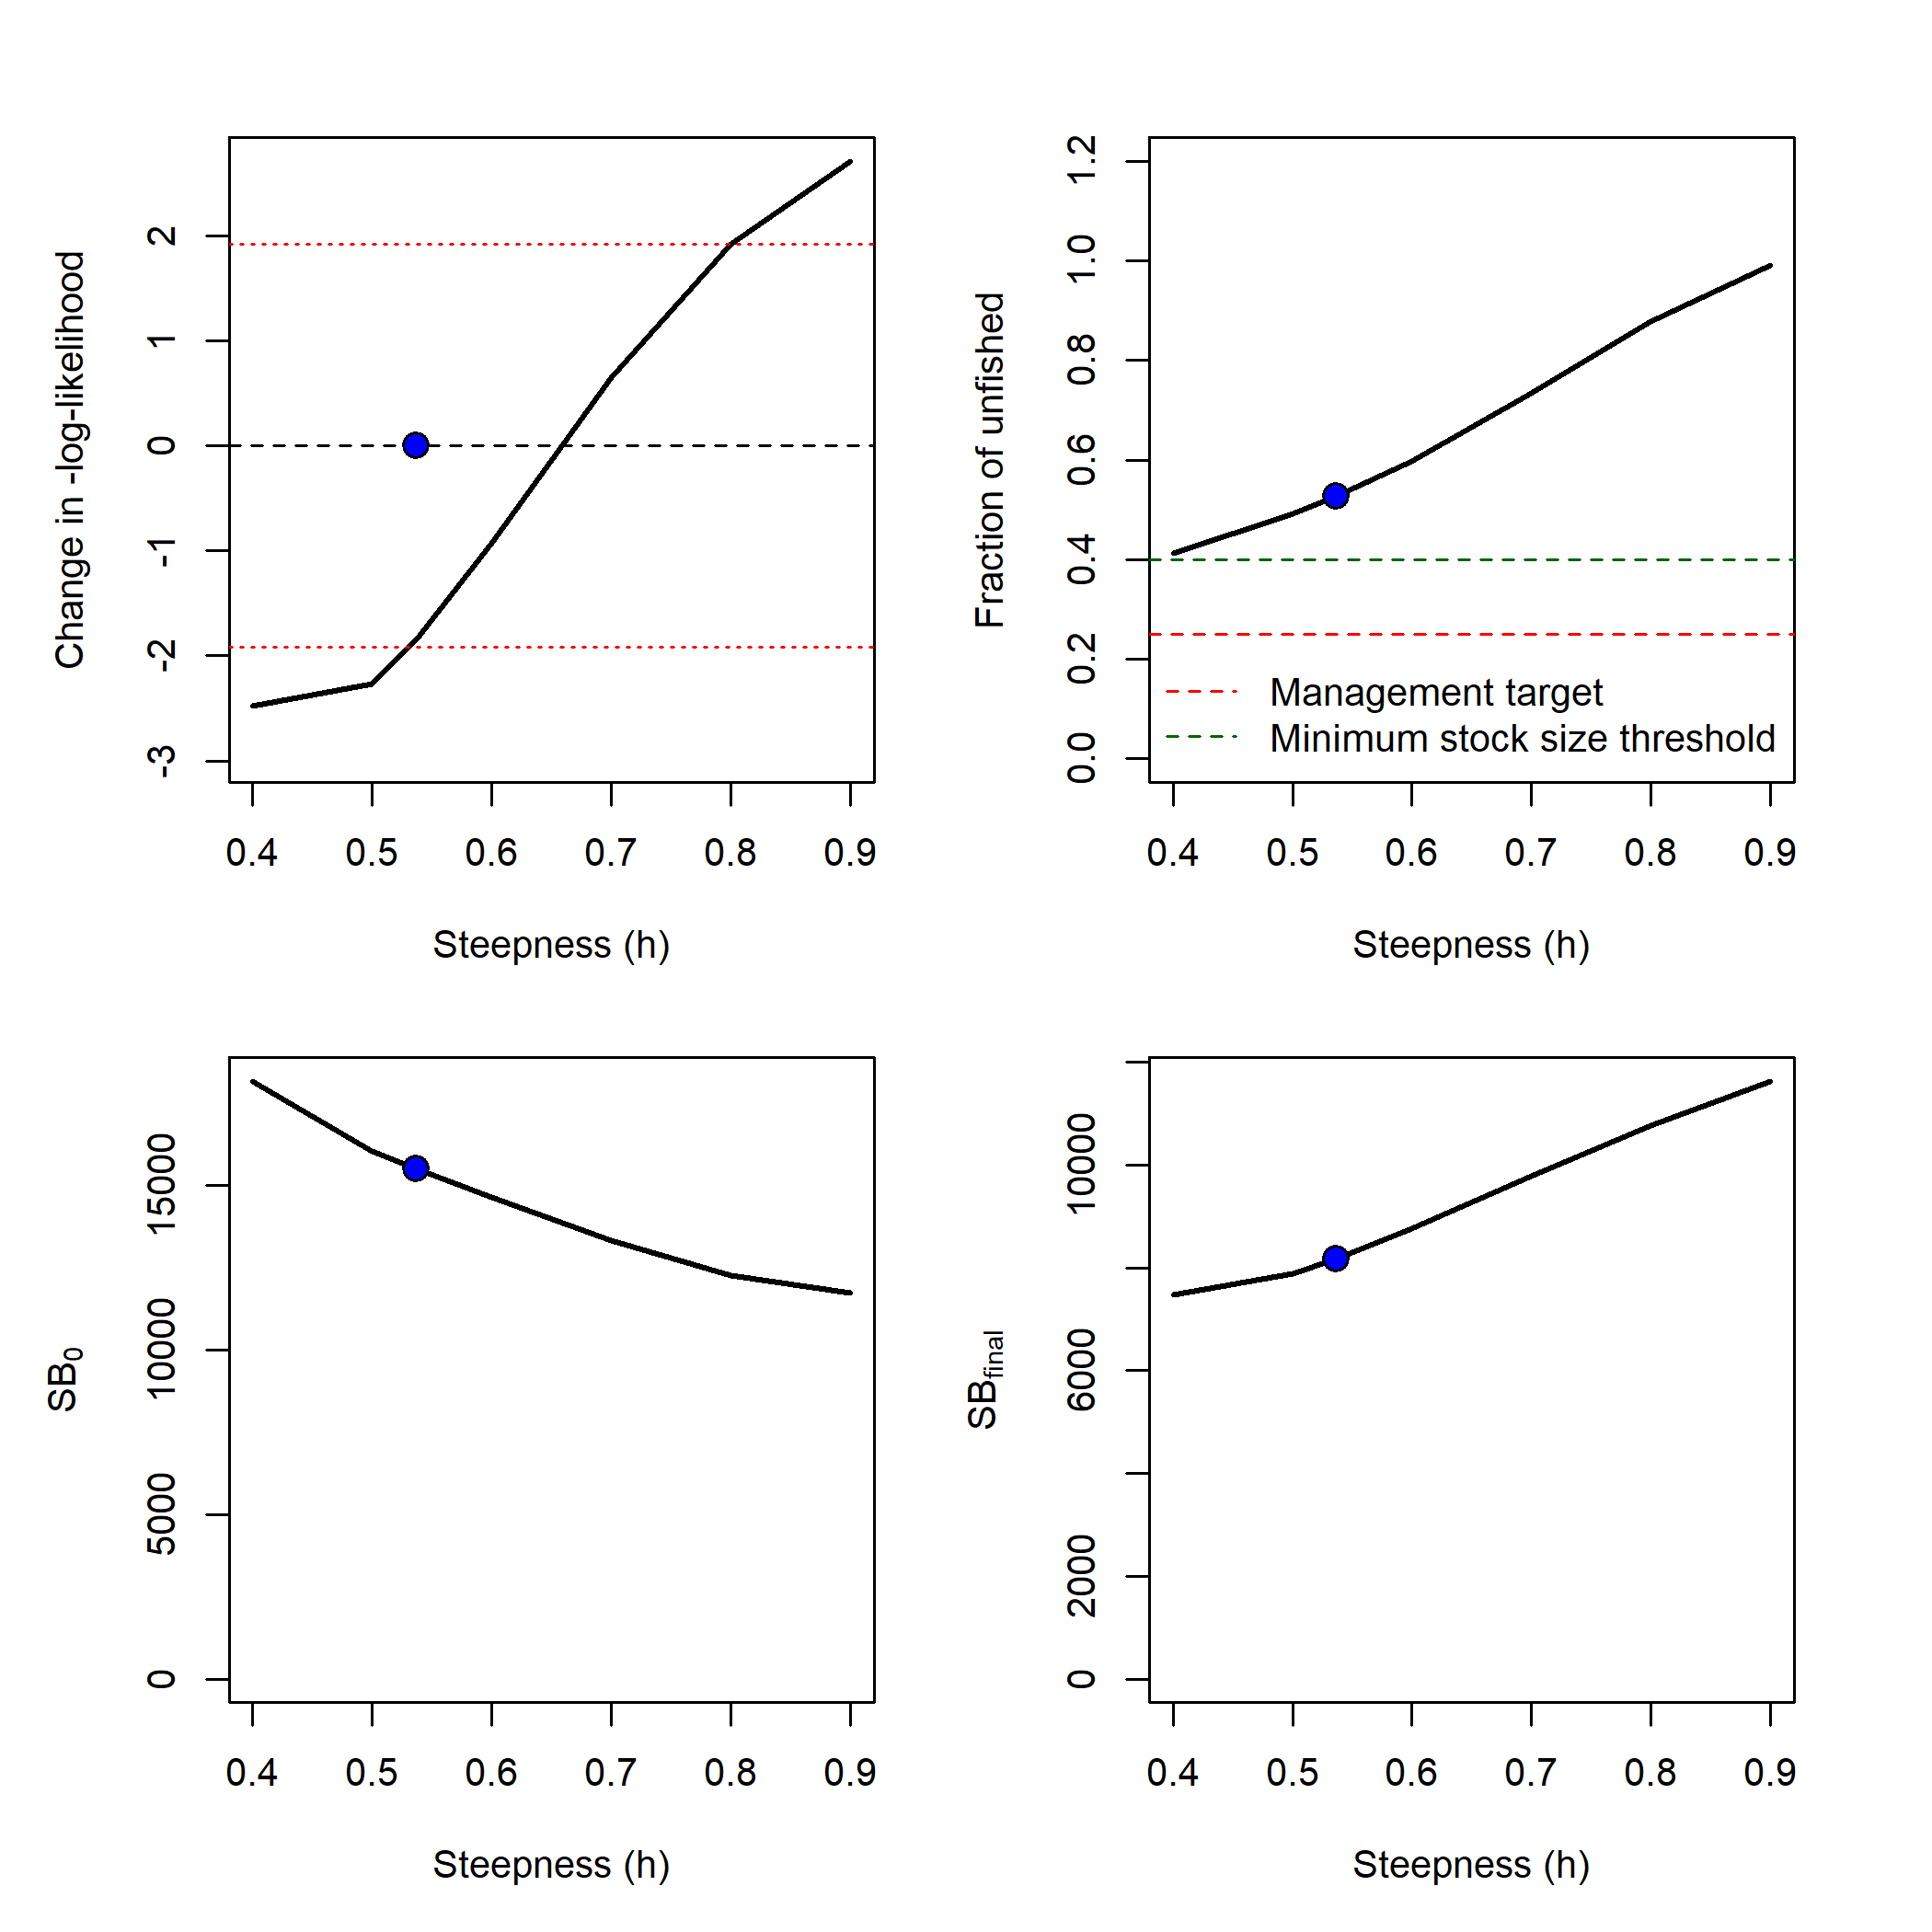 Change in -log-likelihood
2
1
0
-1
-2
-3
0.4 0.5 0.6 0.7 0.8 0.9
Steepness (h)
Fraction of unfished
1.2
1.0
0.8
0.6
0.4
0.2
0.0
Management target
Minimum stock size threshold
0.4 0.5 0.6 0.7 0.8 0.9
Steepness (h)
SB0
15000
10000
5000
0
0.4 0.5 0.6 0.7 0.8 0.9
Steepness (h)
SBfinal
10000
6000
2000
0
0.4 0.5 0.6 0.7 0.8 0.9
Steepness (h)